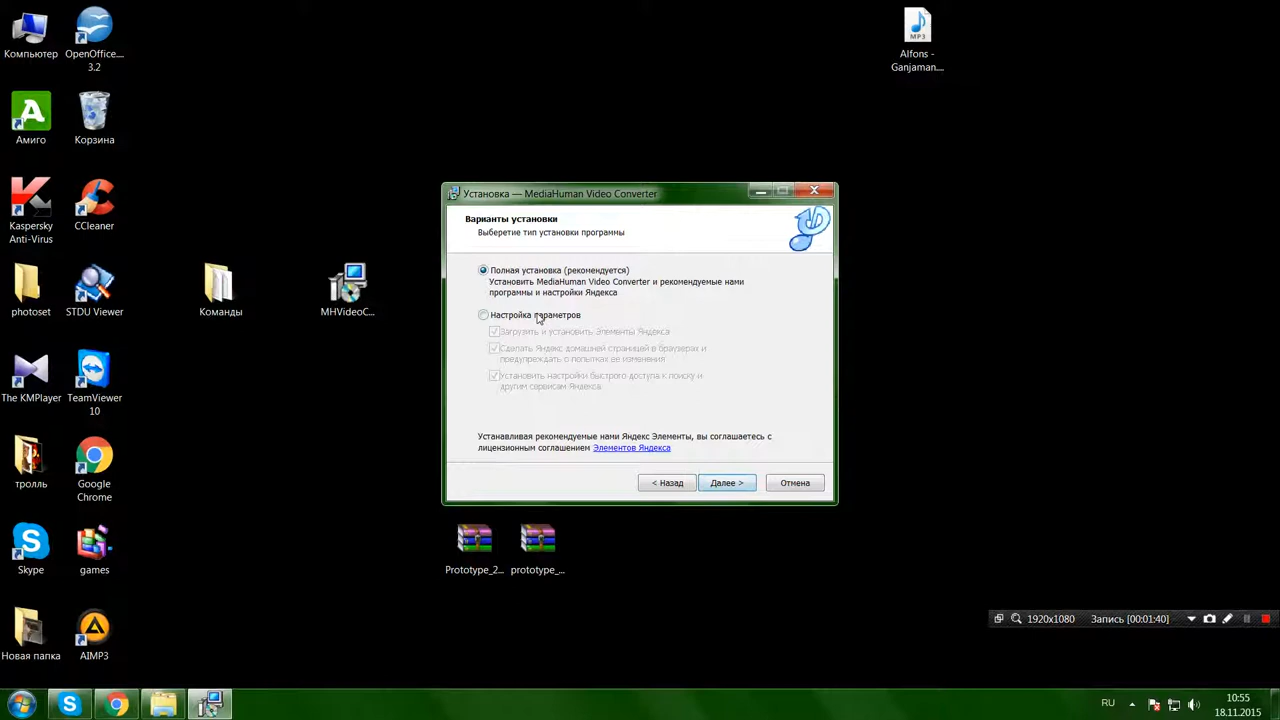 Компьютер
OpenOffice....
3.2
Alfons -
Ganjaman....
MP3
Амиго
Корзина
Kaspersky
Anti-Virus
CCleaner
photoset
STDU Viewer
Команды
MHVideoC...
The KMPlayer
TeamViewer
10
тролль
Google
Chrome
Skype
games
Новая папка
AIMP3
Установка — MediaHuman Video Converter
Варианты установки
Выберетие тип установки программы
Полная установка (рекомендуется)
Установить MediaHuman Video Converter и рекомендуемые нами
программы и настройки Яндекса
Настройка параметров
Загрузить и установить Элементы Яндекса
Сделать Яндекс домашней страницей в браузерах и
предупреждать о попытках ее изменения
Установить настройки быстрого доступа к поиску и
другим сервисам Яндекса
Устанавливая рекомендуемые нами Яндекс Элементы, вы соглашаетесь с
лицензионным соглашением Элементов Яндекса
< Назад
Далее >
Отмена
Prototype_2...
prototype_...
1920x1080
Запись [00:01:40]
RU
10:55
18.11.2015